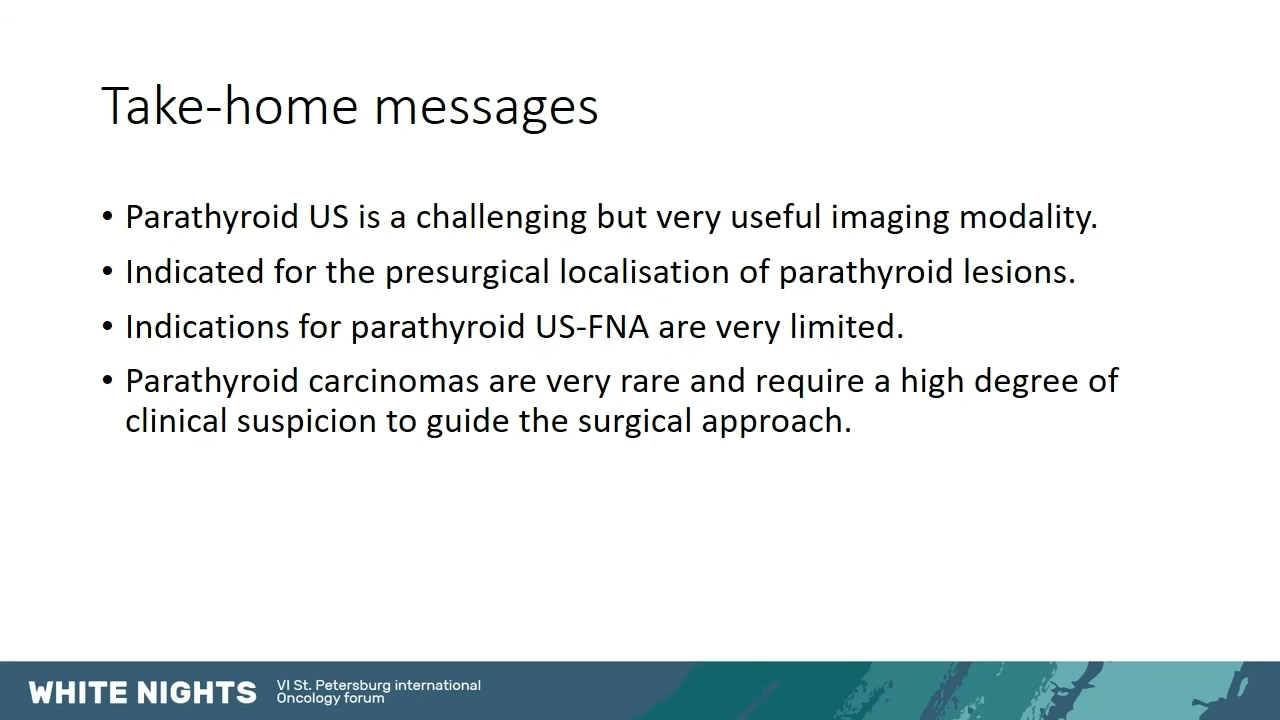 Take-home messages
• Parathyroid US is a challenging but very useful imaging modality.
• Indicated for the presurgical localisation of parathyroid lesions.
• Indications for parathyroid US-FNA are very limited.
• Parathyroid carcinomas are very rare and require a high degree of
clinical suspicion to guide the surgical approach.
WHITE NIGHTS
VI St. Petersburg international
Oncology forum